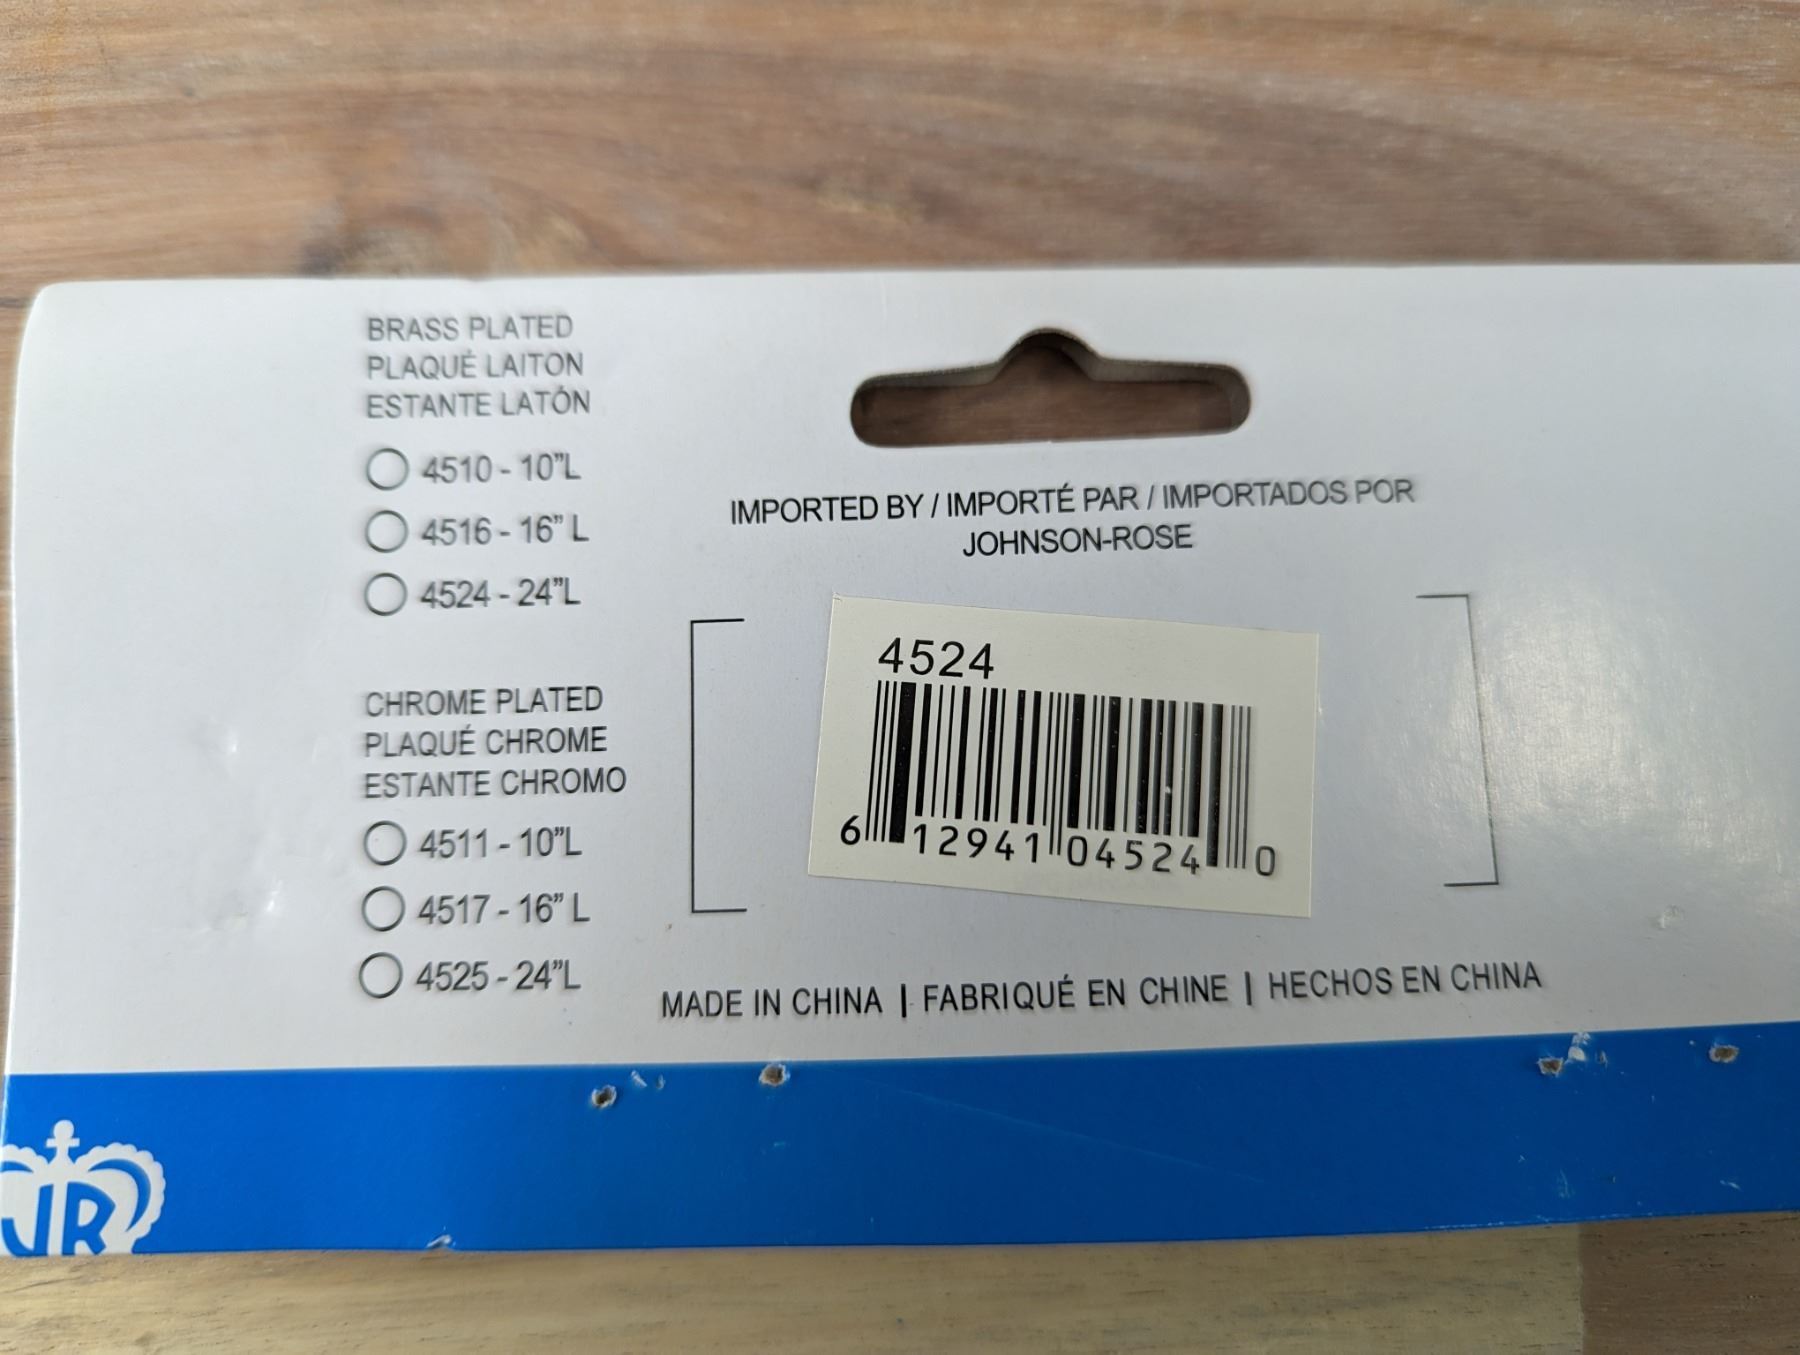 BRASS PLATED
PLAQUÉ LAITON
ESTANTE LATÓN
4510 - 10”L
4516 - 16” L
4524 - 24”L
CHROME PLATED
PLAQUÉ CHROME
ESTANTE CHROMO
4511 - 10”L
4517 - 16” L
4525 - 24”L
IMPORTED BY / IMPORTÉ PAR / IMPORTADOS POR
JOHNSON-ROSE
4524
6 12941 04524 0
MADE IN CHINA | FABRIQUÉ EN CHINE | HECHOS EN CHINA
JR